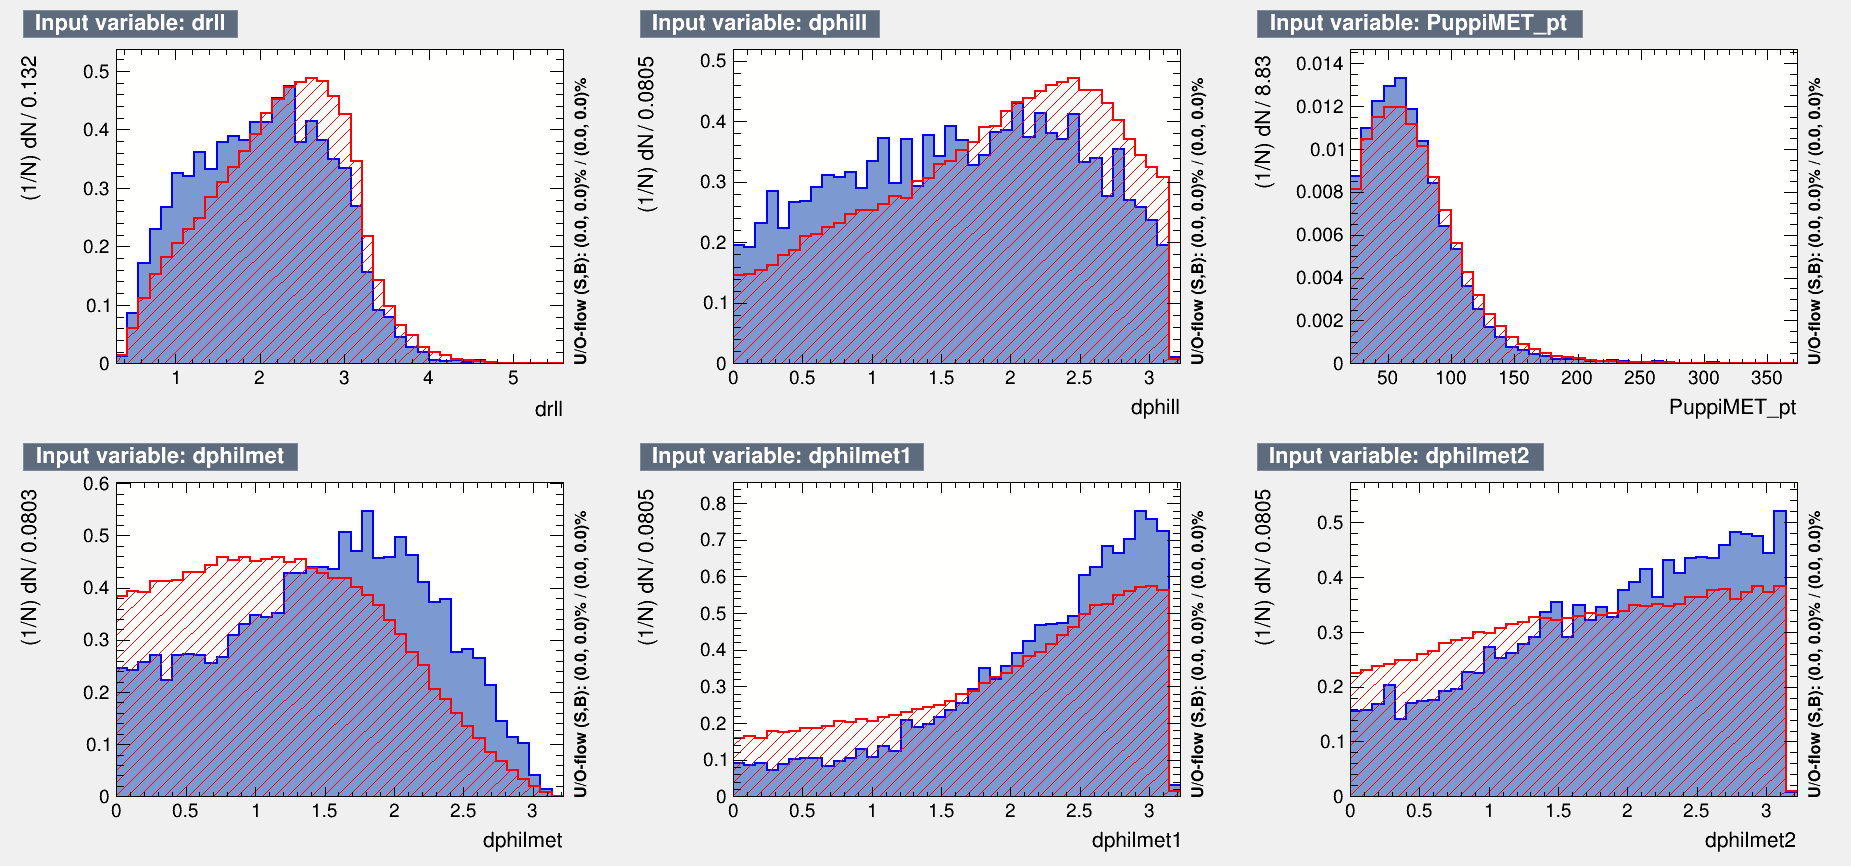 Input variable: drll
(1/N) dN/ 0.132
0.5
0.4
0.3
0.2
0.1
0
1 2 3 4 5
drll
U/O-flow (S,B): (0.0, 0.0)% / (0.0, 0.0)%
Input variable: dphill
(1/N) dN/ 0.0805
0.5
0.4
0.3
0.2
0.1
0
0 0.5 1 1.5 2 2.5 3
dphill
U/O-flow (S,B): (0.0, 0.0)% / (0.0, 0.0)%
Input variable: PuppiMET_pt
(1/N) dN/ 8.83
0.014
0.012
0.01
0.008
0.006
0.004
0.002
0
50 100 150 200 250 300 350
PuppiMET_pt
U/O-flow (S,B): (0.0, 0.0)% / (0.0, 0.0)%
Input variable: dphilmet
(1/N) dN/ 0.0803
0.6
0.5
0.4
0.3
0.2
0.1
0
0 0.5 1 1.5 2 2.5 3
dphilmet
U/O-flow (S,B): (0.0, 0.0)% / (0.0, 0.0)%
Input variable: dphilmet1
(1/N) dN/ 0.0805
0.8
0.7
0.6
0.5
0.4
0.3
0.2
0.1
0
0 0.5 1 1.5 2 2.5 3
dphilmet1
U/O-flow (S,B): (0.0, 0.0)% / (0.0, 0.0)%
Input variable: dphilmet2
(1/N) dN/ 0.0805
0.5
0.4
0.3
0.2
0.1
0
0 0.5 1 1.5 2 2.5 3
dphilmet2
U/O-flow (S,B): (0.0, 0.0)% / (0.0, 0.0)%